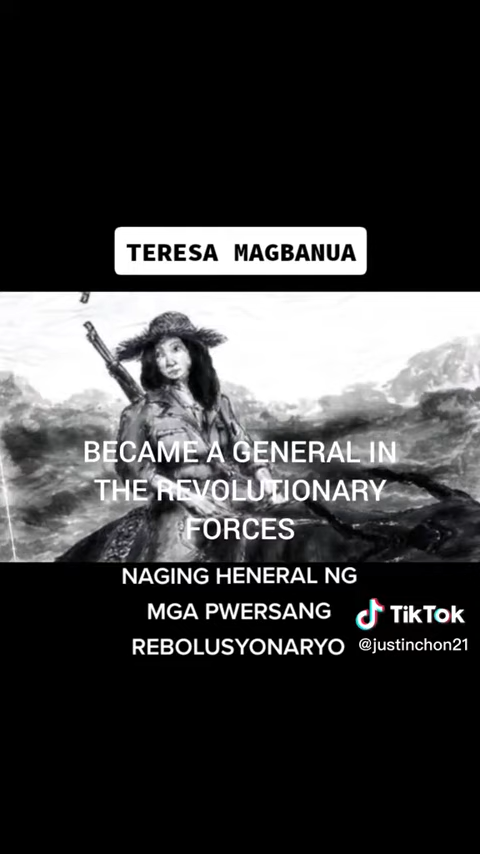 TERESA MAGBANUA
BECAME A GENERAL IN
THE REVOLUTIONARY
FORCES
NAGING HENERAL NG
MGA PWERSANG
REBOLUSYONARYO
TikTok
@justinchon21